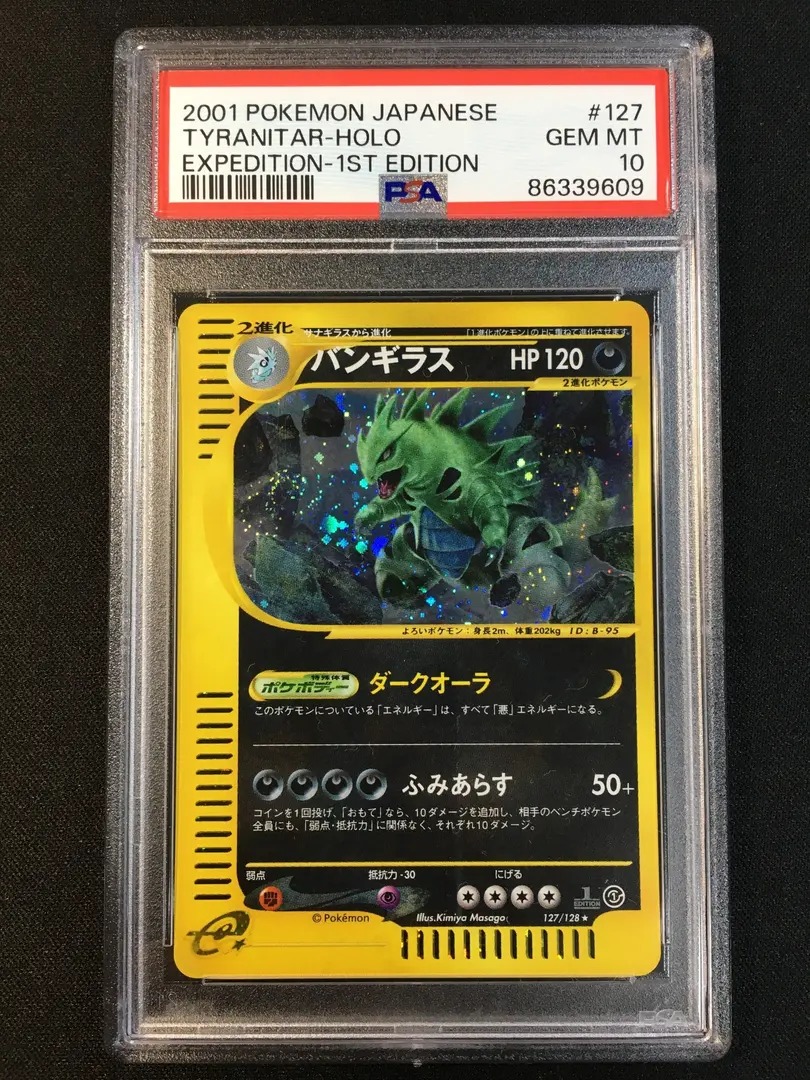 2001 POKEMON JAPANESE #127
TYRANITAR-HOLO GEM MT
EXPEDITION-1ST EDITION 10
PSA 86339609
2進化 サナギラスから進化 「1進化ポケモン」の上に重ねて進化させます。
バンギラス HP120
2進化ポケモン
よろいポケモン:身長2m、体重202kg ID:B-95
特殊体質
ポケボディー ダークオーラ
このポケモンについている「エネルギー」は、すべて「悪」エネルギーになる。
ふみあらす 50+
コインを1回投げ、「おもて」なら、10ダメージを追加し、相手のベンチポケモン
全員にも、「弱点・抵抗力」に関係なく、それぞれ10ダメージ。
弱点 抵抗力-30 にげる
1 EDITION
© Pokémon Illus.Kimiya Masago 127/128★
e
PSA